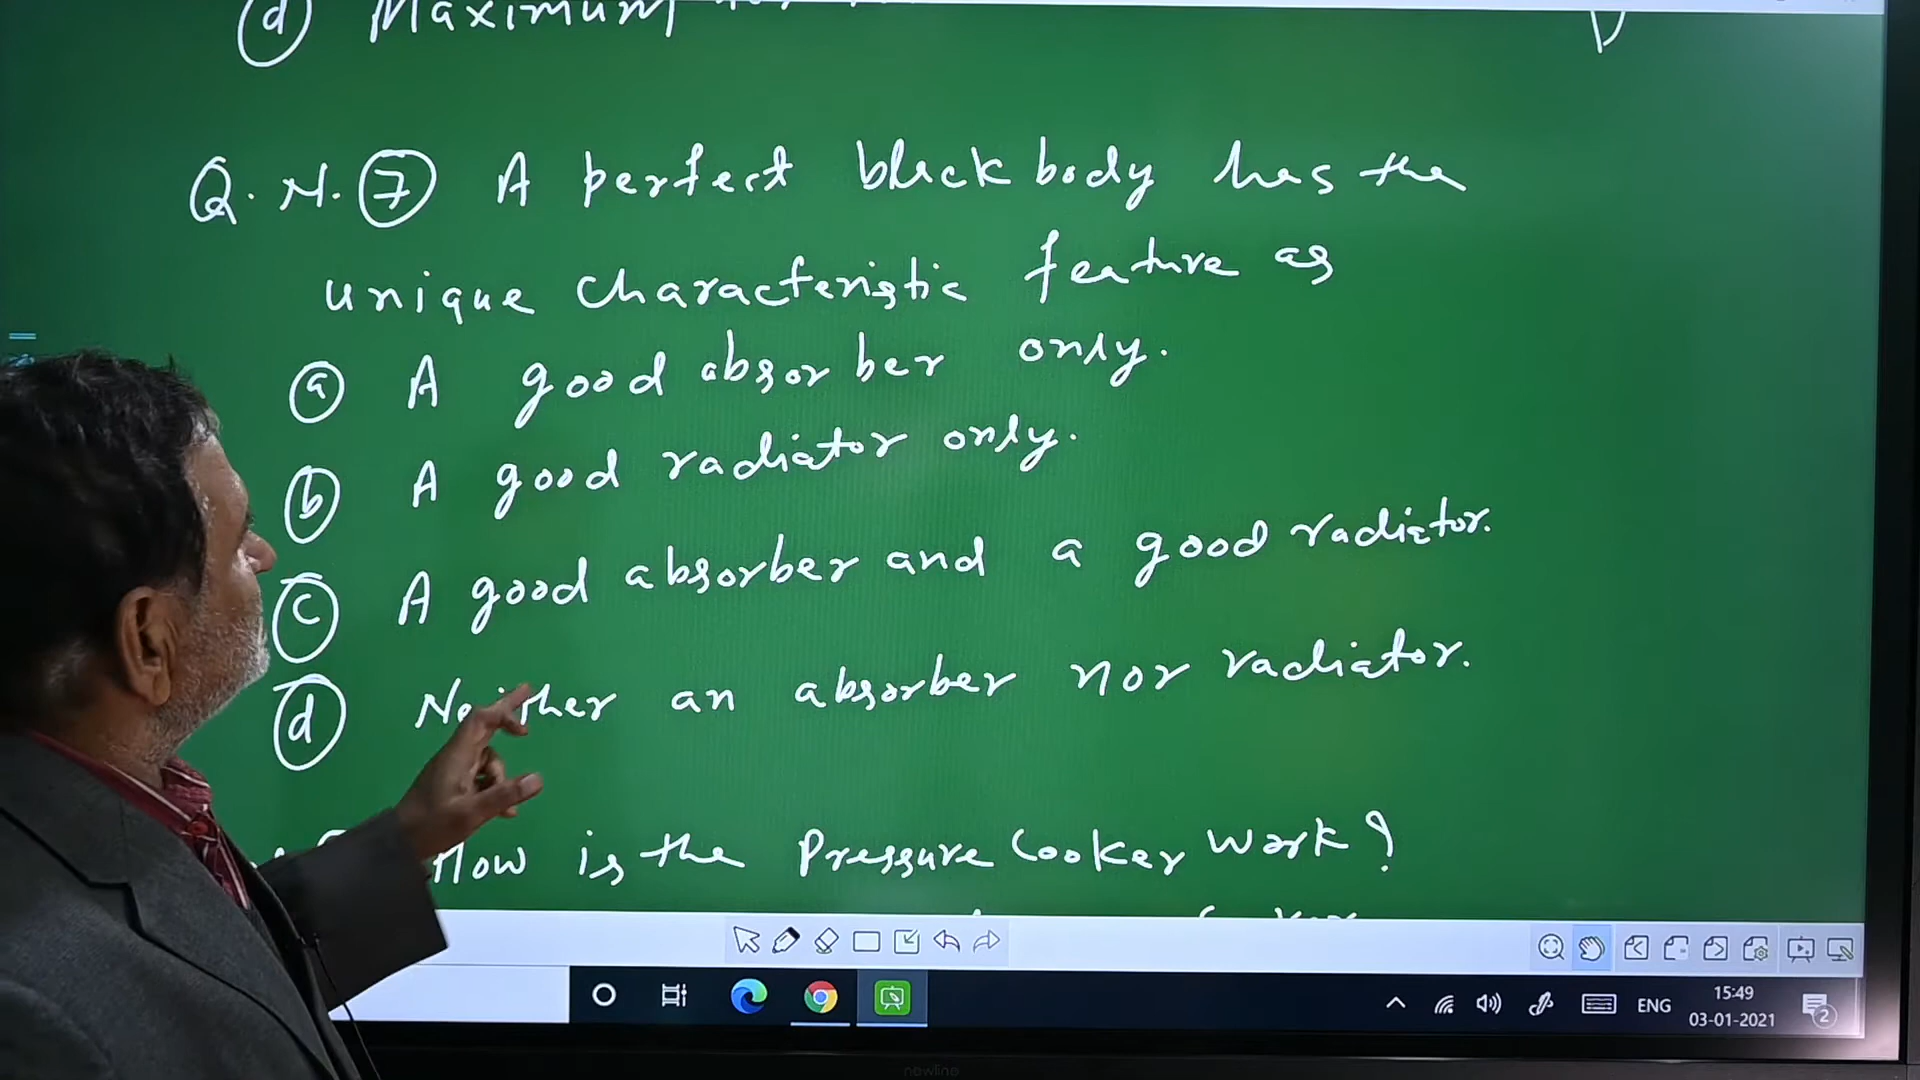 d Maximum
Q.N. 7 A perfect black body has the
unique characteristic feature as
a A good absorber only.
b A good radiator only.
c A good absorber and a good radiator.
d Neither an absorber nor radiator.
How is the Pressure Cooker Work?
ENG
15:49
03-01-2021
2
newline